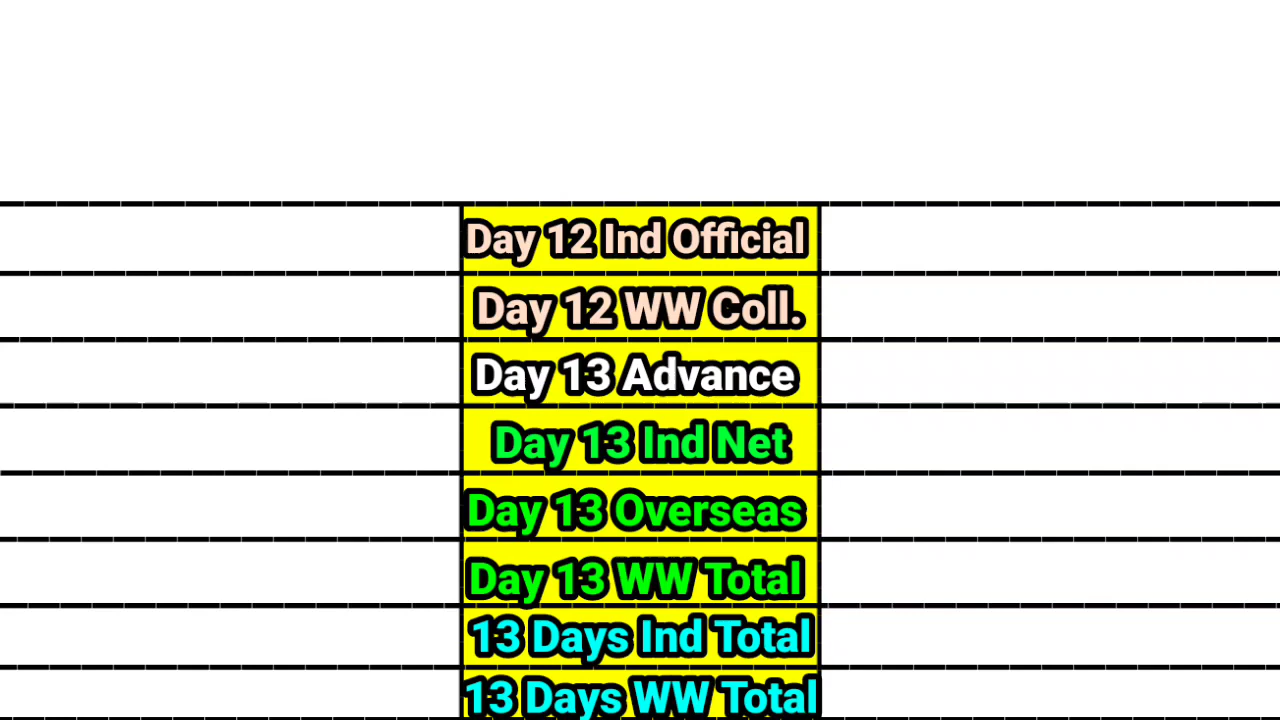 Day 12 Ind Official
Day 12 WW Coll.
Day 13 Advance
Day 13 Ind Net
Day 13 Overseas
Day 13 WW Total
13 Days Ind Total
13 Days WW Total